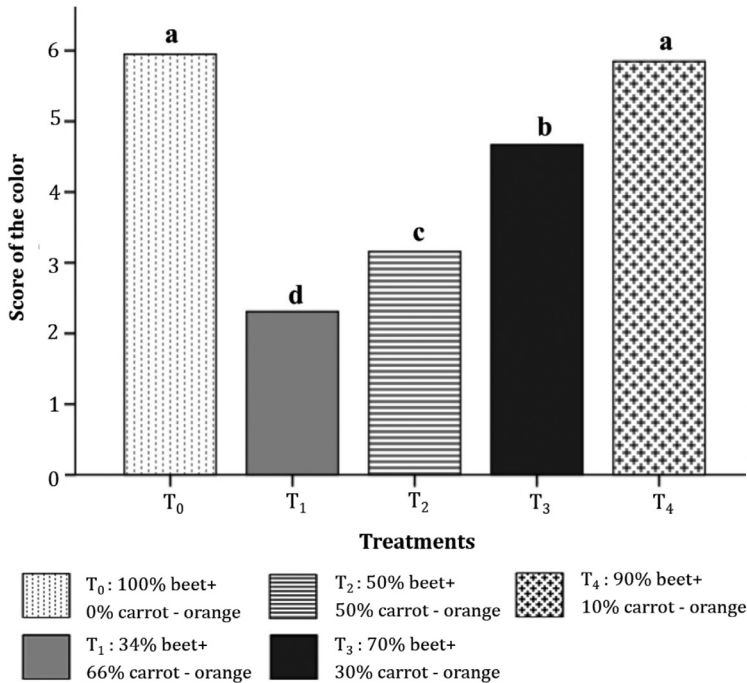 Score of the color
6
5
4
3
2
1
0
a
d
c
b
a
T₀
T₁
T₂
T₃
T₄
Treatments
T₀ : 100% beet+
0% carrot - orange
T₁ : 34% beet+
66% carrot - orange
T₂ : 50% beet+
50% carrot - orange
T₃ : 70% beet+
30% carrot - orange
T₄ : 90% beet+
10% carrot - orange